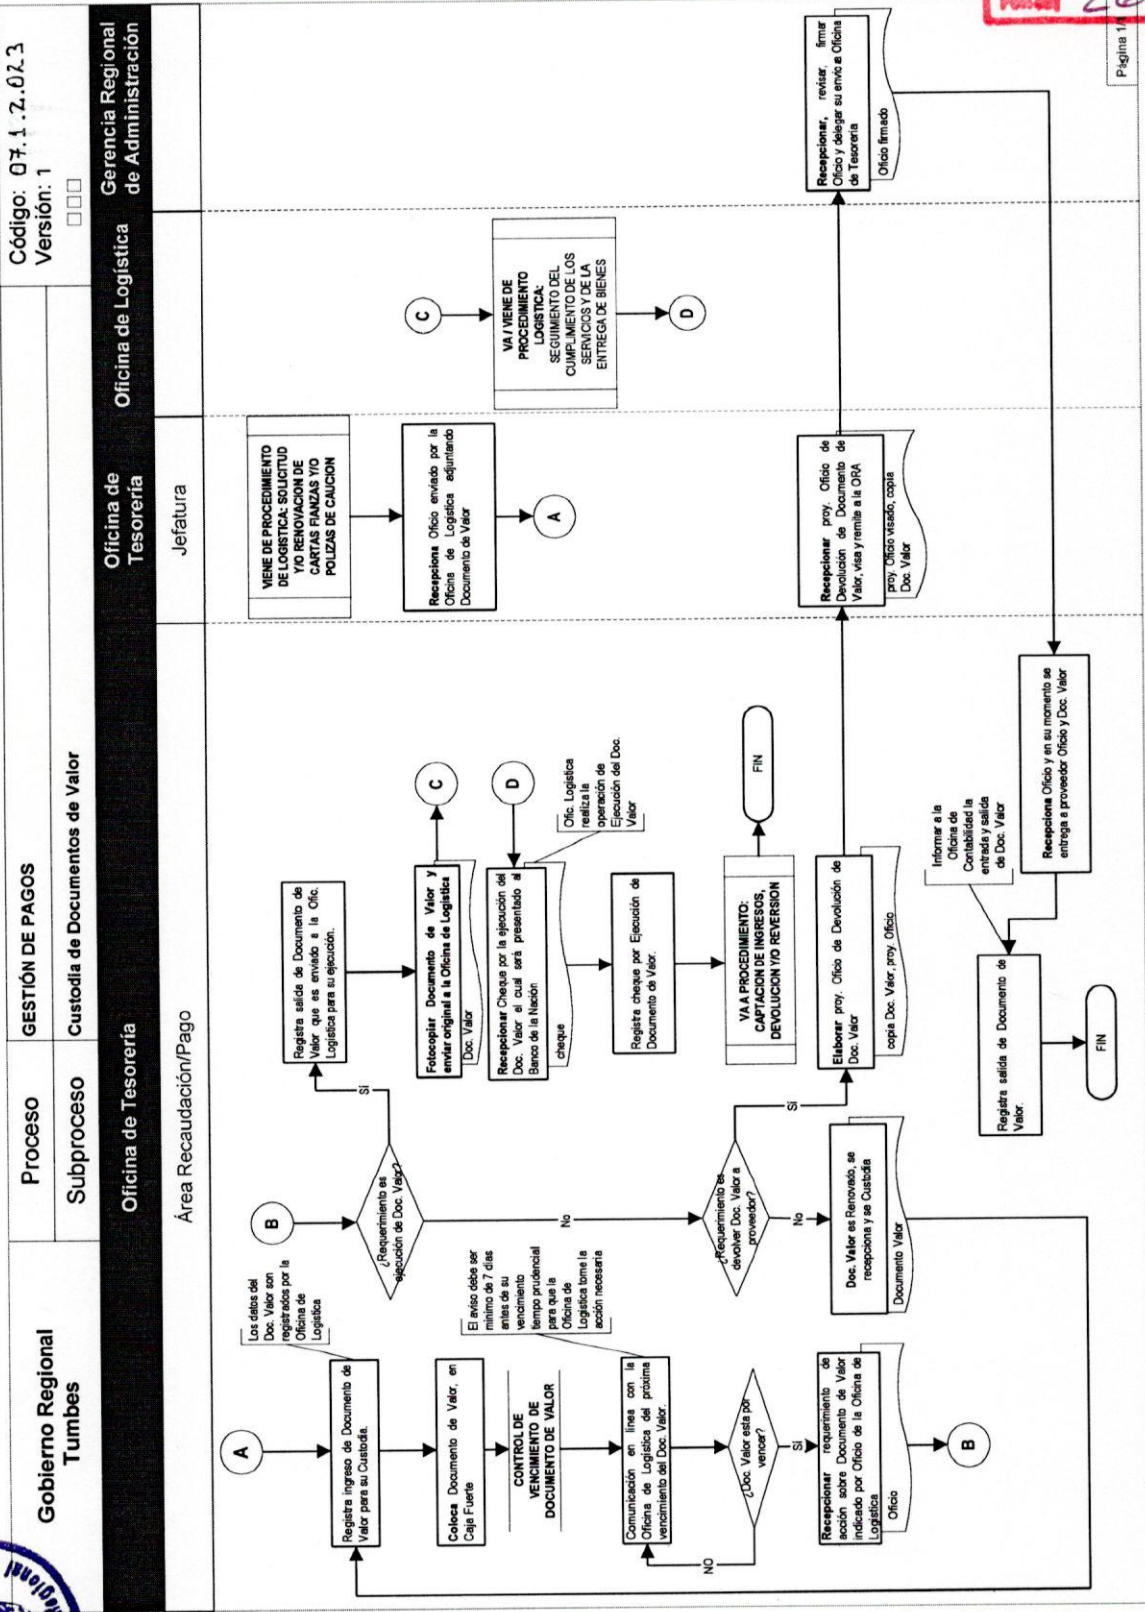 Gobierno Regional
Tumbes
Proceso
GESTIÓN DE PAGOS
Subproceso
Custodia de Documentos de Valor
Código: 07.1.2.023
Versión: 1
Oficina de Tesorería
Oficina de
Tesorería
Oficina de Logística
Gerencia Regional
de Administración
Área Recaudación/Pago
Jefatura
VIENE DE PROCEDIMIENTO
DE LOGISTICA: SOLICITUD
Y/O RENOVACION DE
CARTAS FIANZAS Y/O
POLIZAS DE CAUCION
Recepciona Oficio enviado por la
Oficina de Logística adjuntando
Documento de Valor
A
A
Los datos del
Doc. Valor son
registrados por la
Oficina de
Logística
Registra ingreso de Documento de
Valor para su Custodia.
Coloca Documento de Valor, en
Caja Fuerte
CONTROL DE
VENCIMIENTO DE
DOCUMENTO DE VALOR
El aviso debe ser
mínimo de 7 días
antes de su
vencimiento
tiempo prudencial
para que la
Oficina de
Logística tome la
acción necesaria
Comunicación en línea con la
Oficina de Logística del próxima
vencimiento del Doc. Valor.
¿Doc. Valor esta por
vencer?
NO
Sí
Recepcionar requerimiento de
acción sobre Documento de Valor
indicado por Oficio de la Oficina de
Logística
Oficio
B
B
¿Requerimiento es
ejecución de Doc. Valor?
Sí
No
Registra salida de Documento de
Valor que es enviado a la Ofic.
Logística para su ejecución.
Fotocopiar Documento de Valor y
enviar original a la Oficina de Logística
Doc. Valor
C
C
VA / VIENE DE
PROCEDIMIENTO
LOGISTICA:
SEGUIMIENTO DEL
CUMPLIMIENTO DE LOS
SERVICIOS Y DE LA
ENTREGA DE BIENES
D
D
Recepcionar Cheque por la ejecución del
Doc. Valor el cual será presentado al
Banco de la Nación
cheque
Ofic. Logística
realiza la
operación de
Ejecución del Doc.
Valor
Registra cheque por Ejecución de
Documento de Valor.
VA A PROCEDIMIENTO:
CAPTACION DE INGRESOS,
DEVOLUCION Y/O REVERSION
FIN
¿Requerimiento es
devolver Doc. Valor a
proveedor?
Sí
No
Doc. Valor es Renovado, se
recepciona y se Custodia
Documento Valor
Elaborar proy. Oficio de Devolución de
Doc. Valor
copia Doc. Valor, proy. Oficio
Recepcionar proy. Oficio de
Devolución de Documento de
Valor, visa y remite a la ORA
proy. Oficio visado, copia
Doc. Valor
Recepcionar, revisar, firmar
Oficio y delegar su envío a Oficina
de Tesorería
Oficio firmado
Recepciona Oficio y en su momento se
entrega a proveedor Oficio y Doc. Valor
Informar a la
Oficina de
Contabilidad la
entrada y salida
de Doc. Valor
Registra salida de Documento de
Valor.
FIN
Página 1/1